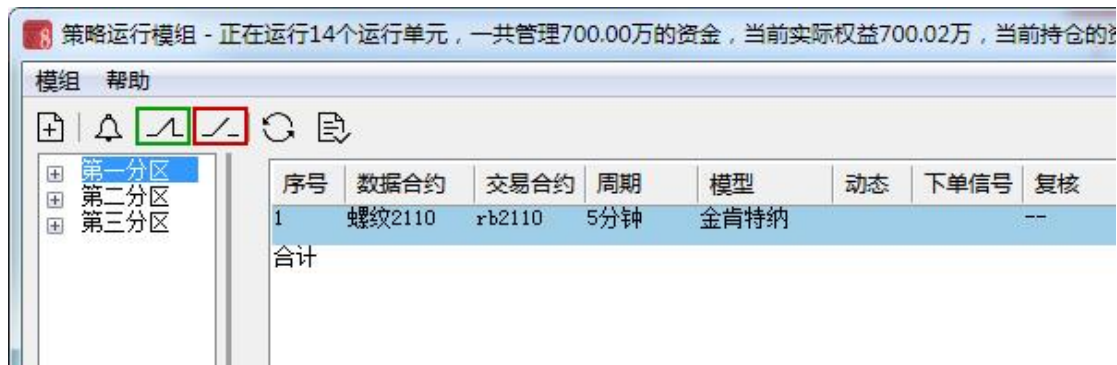 策略运行模组 - 正在运行14个运行单元，一共管理700.00万的资金，当前实际权益700.02万，当前持仓的
模组 帮助
第一分区
第二分区
第三分区
序号 数据合约 交易合约 周期 模型 动态 下单信号 复核
1 螺纹2110 rb2110 5分钟 金肯特纳 --
合计